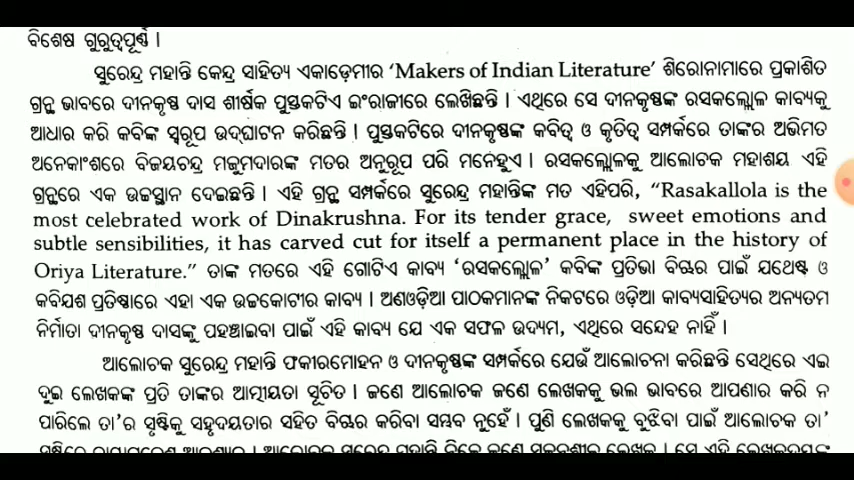 ବିଶେଷ ଗୁରୁତ୍ୱପୂର୍ଣ୍ଣ ।
ସୁରେନ୍ଦ୍ର ମହାନ୍ତି କେନ୍ଦ୍ର ସାହିତ୍ୟ ଏକାଡ଼େମୀର ‘Makers of Indian Literature’ ଶିରୋନାମାରେ ପ୍ରକାଶିତ
ଗ୍ରନ୍ଥ ଭାବରେ ଦୀନକୃଷ୍ଣ ଦାସ ଶୀର୍ଷକ ପୁସ୍ତକଟିଏ ଇଂରାଜୀରେ ଲେଖିଛନ୍ତି । ଏଥିରେ ସେ ଦୀନକୃଷ୍ଣଙ୍କ ରସକଲ୍ଲୋଳ କାବ୍ୟକୁ
ଆଧାର କରି କବିଙ୍କ ସ୍ୱରୂପ ଉଦ୍‌ଘାଟନ କରିଛନ୍ତି । ପୁସ୍ତକଟିରେ ଦୀନକୃଷ୍ଣଙ୍କ କବିତ୍ୱ ଓ କୃତିତ୍ୱ ସମ୍ପର୍କରେ ତାଙ୍କର ଅଭିମତ
ଅନେକାଂଶରେ ବିଜୟଚନ୍ଦ୍ର ମଜୁମଦାରଙ୍କ ମତର ଅନୁରୂପ ପରି ମନେହୁଏ । ରସକଲ୍ଲୋଳକୁ ଆଲୋଚକ ମହାଶୟ ଏହି
ଗ୍ରନ୍ଥରେ ଏକ ଉଚ୍ଚସ୍ଥାନ ଦେଇଛନ୍ତି । ଏହି ଗ୍ରନ୍ଥ ସମ୍ପର୍କରେ ସୁରେନ୍ଦ୍ର ମହାନ୍ତିଙ୍କ ମତ ଏହିପରି, “Rasakallola is the
most celebrated work of Dinakrushna. For its tender grace, sweet emotions and
subtle sensibilities, it has carved cut for itself a permanent place in the history of
Oriya Literature.” ତାଙ୍କ ମତରେ ଏହି ଗୋଟିଏ କାବ୍ୟ ‘ରସକଲ୍ଲୋଳ’ କବିଙ୍କ ପ୍ରତିଭା ବିଚାର ପାଇଁ ଯଥେଷ୍ଟ ଓ
କବିଯଶ ପ୍ରତିଷ୍ଠାରେ ଏହା ଏକ ଉଚ୍ଚକୋଟୀର କାବ୍ୟ । ଅଣଓଡ଼ିଆ ପାଠକମାନଙ୍କ ନିକଟରେ ଓଡ଼ିଆ କାବ୍ୟସାହିତ୍ୟର ଅନ୍ୟତମ
ନିର୍ମାତା ଦୀନକୃଷ୍ଣ ଦାସଙ୍କୁ ପହଞ୍ଚାଇବା ପାଇଁ ଏହି କାବ୍ୟ ଯେ ଏକ ସଫଳ ଉଦ୍ୟମ, ଏଥିରେ ସନ୍ଦେହ ନାହିଁ ।
ଆଲୋଚକ ସୁରେନ୍ଦ୍ର ମହାନ୍ତି ଫକୀରମୋହନ ଓ ଦୀନକୃଷ୍ଣଙ୍କ ସମ୍ପର୍କରେ ଯେଉଁ ଆଲୋଚନା କରିଛନ୍ତି ସେଥିରେ ଏଇ
ଦୁଇ ଲେଖକଙ୍କ ପ୍ରତି ତାଙ୍କର ଆତ୍ମୀୟତା ସୂଚିତ । ଜଣେ ଆଲୋଚକ ଜଣେ ଲେଖକକୁ ଭଲ ଭାବରେ ଆପଣାର କରି ନ
ପାରିଲେ ତା’ର ସୃଷ୍ଟିକୁ ସହୃଦୟତାର ସହିତ ବିଚାର କରିବା ସମ୍ଭବ ନୁହେଁ । ପୁଣି ଲେଖକକୁ ବୁଝିବା ପାଇଁ ଆଲୋଚକ ତା’